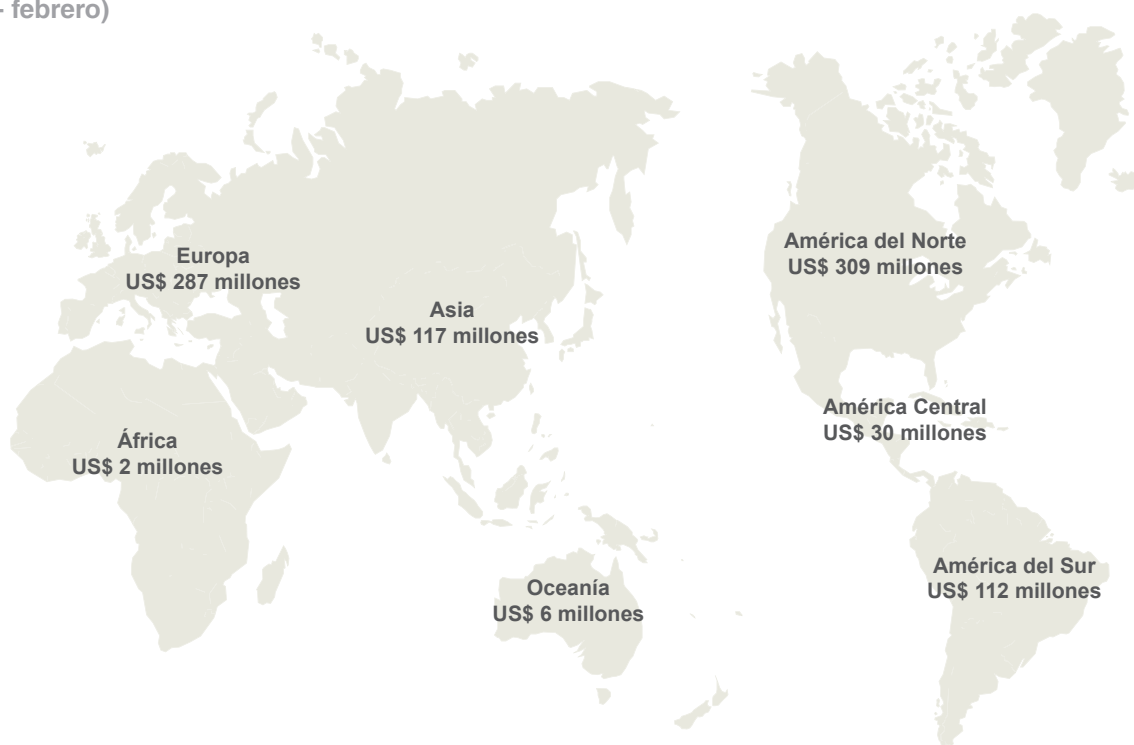 - febrero)
América del Norte
US$ 309 millones
Europa
US$ 287 millones
Asia
US$ 117 millones
América Central
US$ 30 millones
África
US$ 2 millones
América del Sur
US$ 112 millones
Oceanía
US$ 6 millones